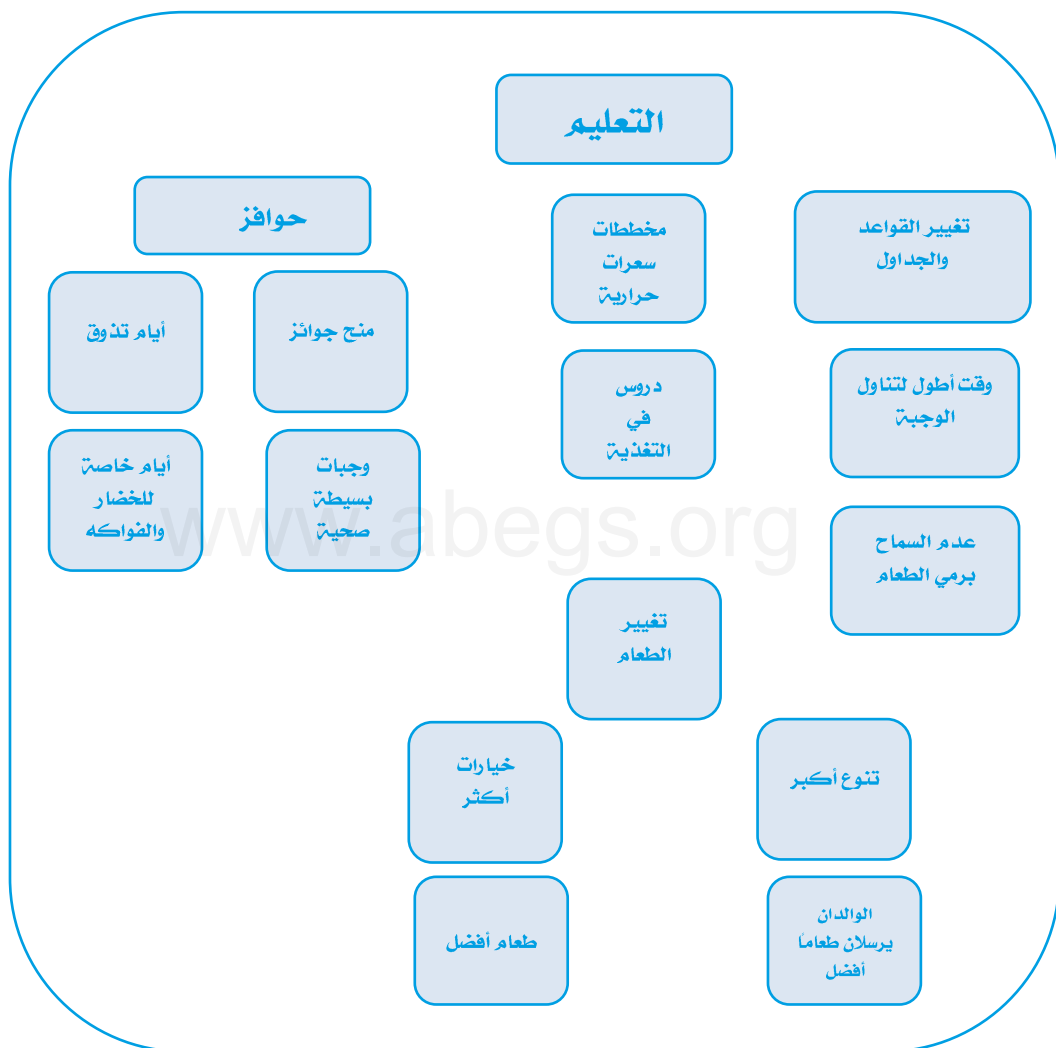 التعليم
تغيير القواعد
والجداول
وقت أطول لتناول
الوجبة
عدم السماح
برمي الطعام
مخططات
سعرات
حرارية
دروس
في
التغذية
حوافز
منح جوائز
أيام تذوق
وجبات
بسيطة
صحية
أيام خاصة
للخضار
والفواكه
www.abegs.org
تغيير
الطعام
تنوع أكبر
خيارات
أكثر
الوالدان
يرسلان طعامًا
أفضل
طعام أفضل